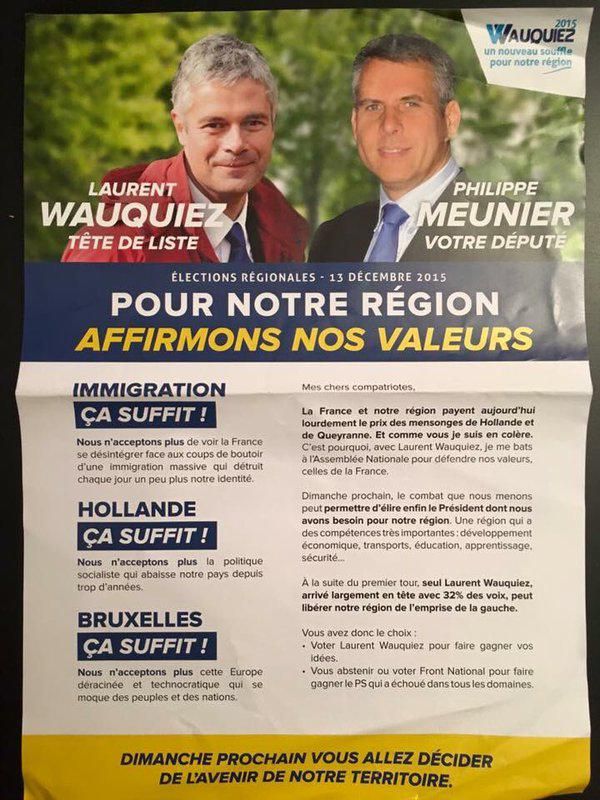 2015
WAUQUIEZ
un nouveau souffle
pour notre région
LAURENT
WAUQUIEZ
TÊTE DE LISTE
PHILIPPE
MEUNIER
VOTRE DÉPUTÉ
ÉLECTIONS RÉGIONALES - 13 DÉCEMBRE 2015
POUR NOTRE RÉGION
AFFIRMONS NOS VALEURS
IMMIGRATION
ÇA SUFFIT !
Nous n'acceptons plus de voir la France
se désintégrer face aux coups de boutoir
d'une immigration massive qui détruit
chaque jour un peu plus notre identité.
HOLLANDE
ÇA SUFFIT !
Nous n'acceptons plus la politique
socialiste qui abaisse notre pays depuis
trop d'années.
BRUXELLES
ÇA SUFFIT !
Nous n'acceptons plus cette Europe
déracinée et technocratique qui se
moque des peuples et des nations.
Mes chers compatriotes,
La France et notre région payent aujourd'hui
lourdement le prix des mensonges de Hollande et
de Queyranne. Et comme vous je suis en colère.
C'est pourquoi, avec Laurent Wauquiez, je me bats
à l'Assemblée Nationale pour défendre nos valeurs,
celles de la France.
Dimanche prochain, le combat que nous menons
peut permettre d'élire enfin le Président dont nous
avons besoin pour notre région. Une région qui a
des compétences très importantes : développement
économique, transports, éducation, apprentissage,
sécurité...
À la suite du premier tour, seul Laurent Wauquiez,
arrivé largement en tête avec 32% des voix, peut
libérer notre région de l'emprise de la gauche.
Vous avez donc le choix :
• Voter Laurent Wauquiez pour faire gagner vos
idées.
• Vous abstenir ou voter Front National pour faire
gagner le PS qui a échoué dans tous les domaines.
DIMANCHE PROCHAIN VOUS ALLEZ DÉCIDER
DE L'AVENIR DE NOTRE TERRITOIRE.